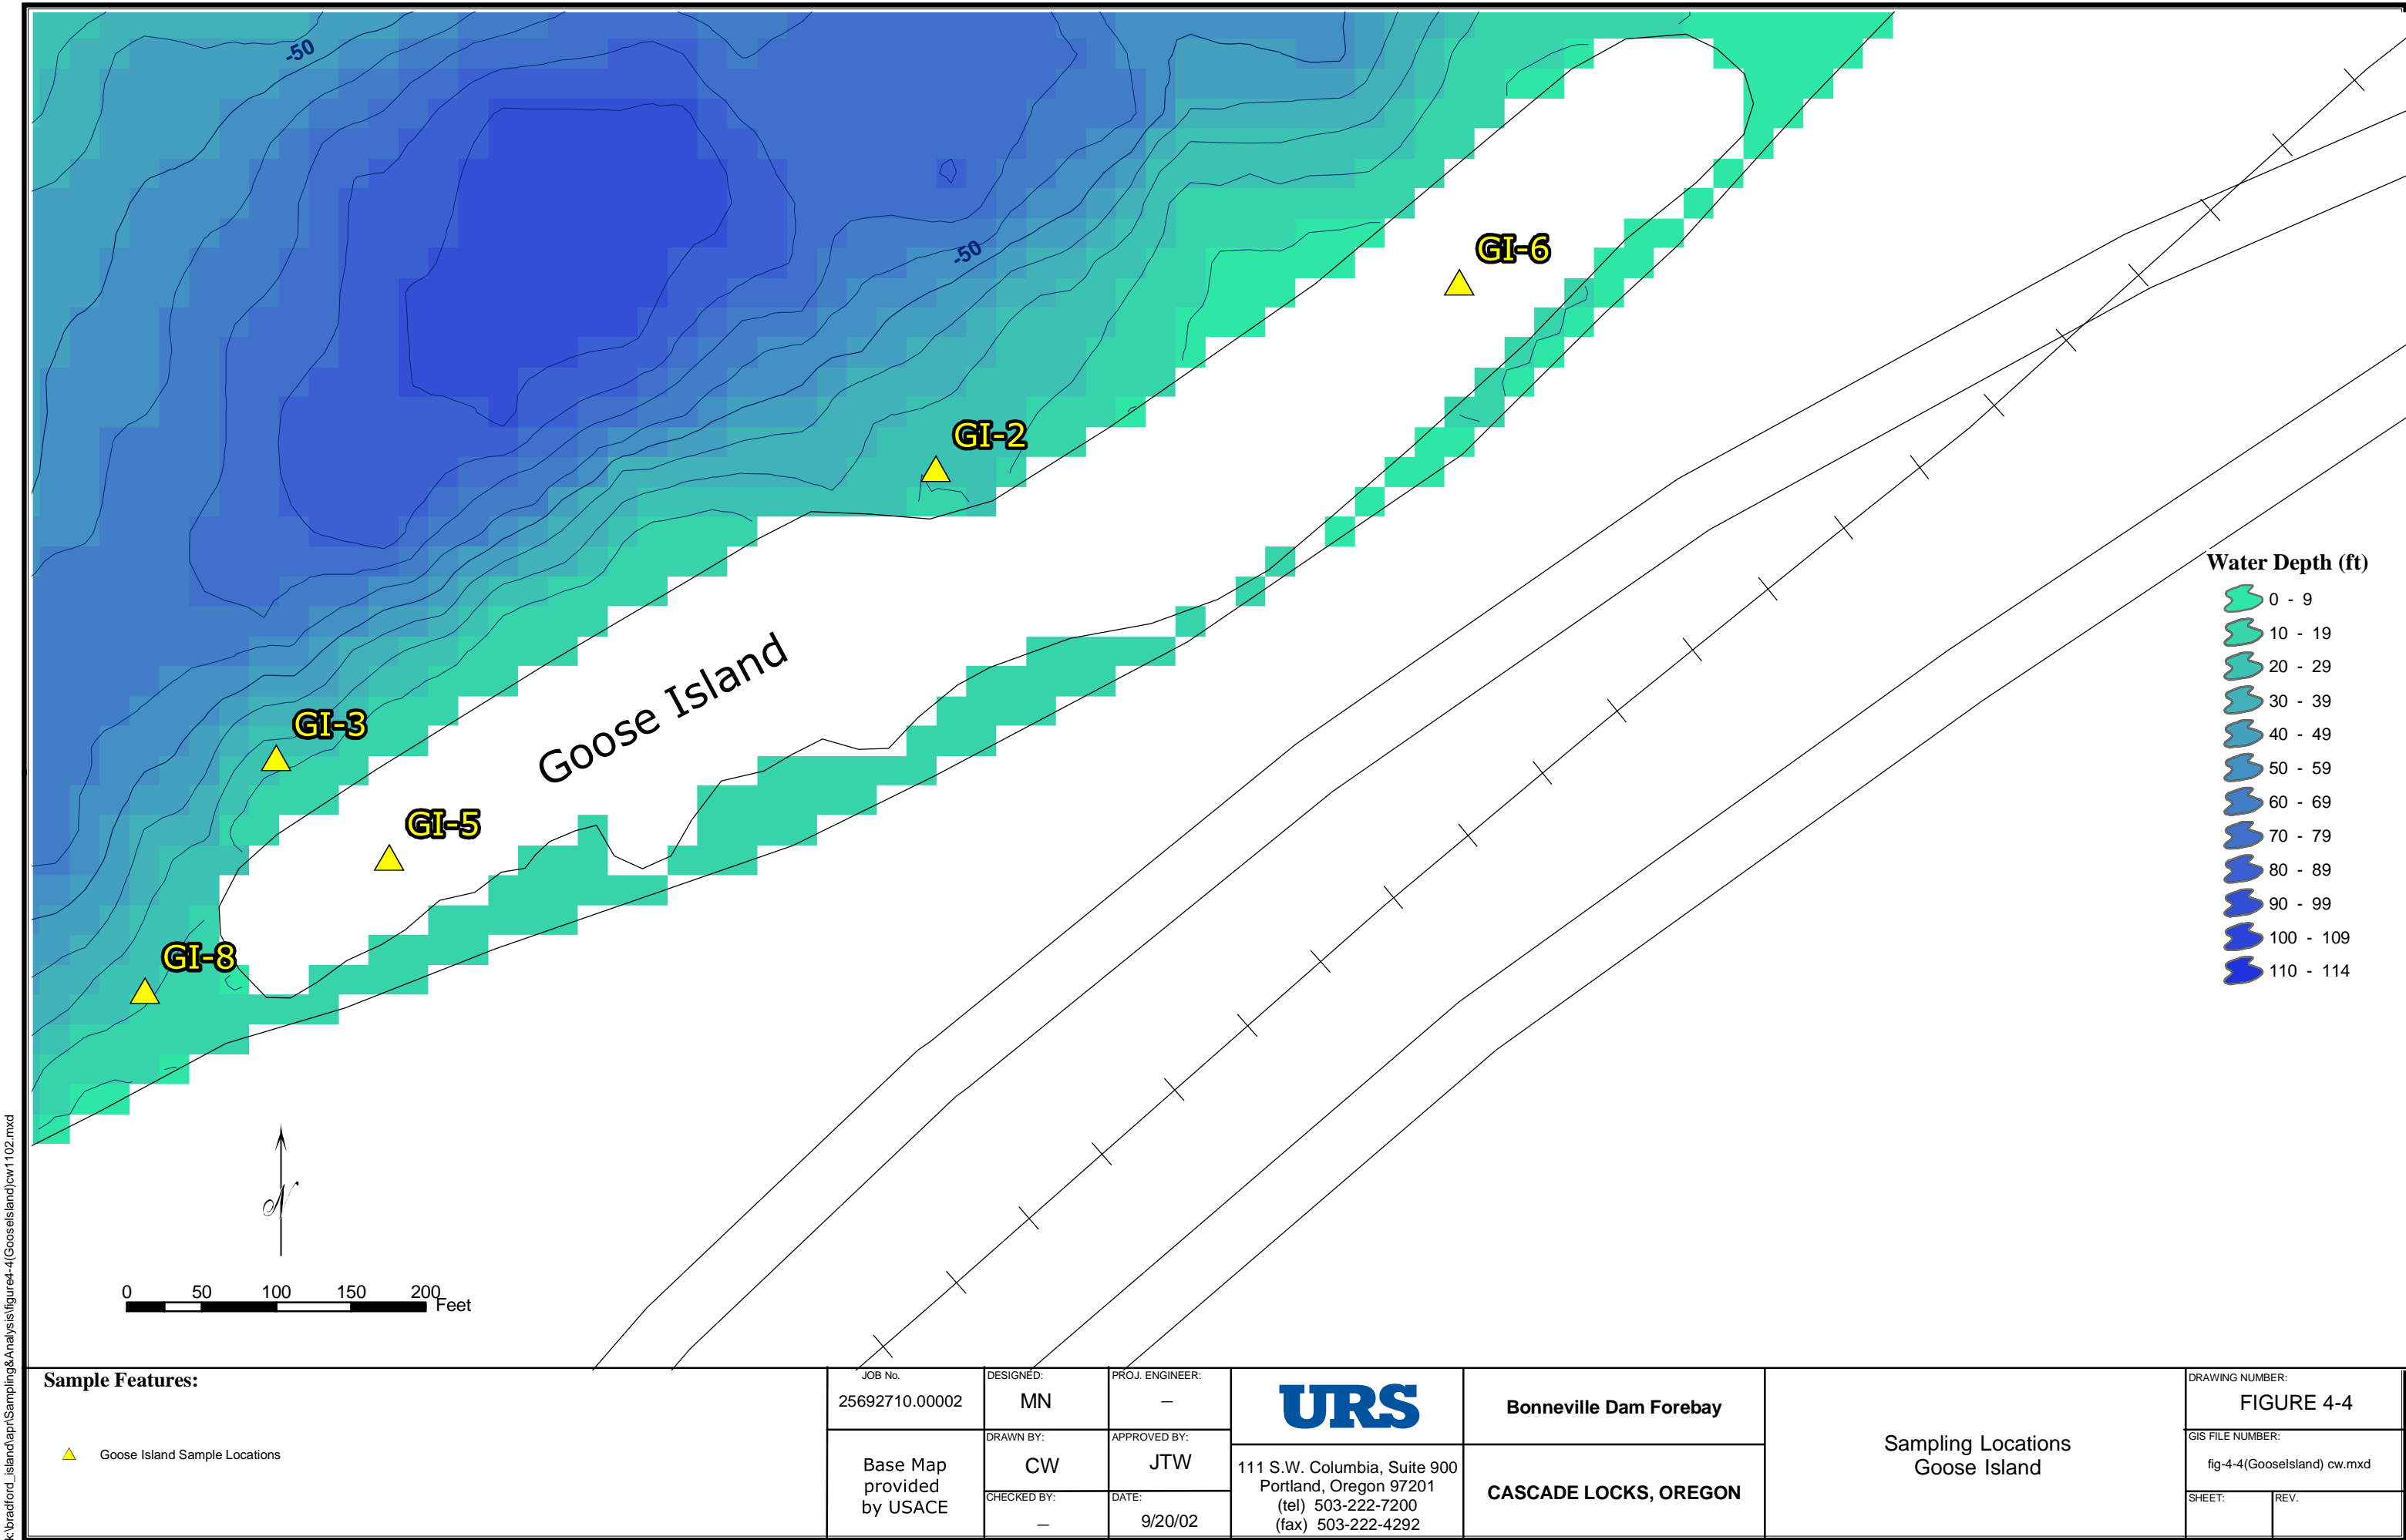 -50
-50
GI-6
GI-2
GI-3
GI-5
GI-8
Goose Island
Water Depth (ft)
0 - 9
10 - 19
20 - 29
30 - 39
40 - 49
50 - 59
60 - 69
70 - 79
80 - 89
90 - 99
100 - 109
110 - 114
N
0 50 100 150 200
Feet
k:\bradford_island\apr\Sampling&Analysis\figure4-4(GooseIsland)cw1102.mxd
Sample Features:
Goose Island Sample Locations
JOB No.
25692710.00002
Base Map
provided
by USACE
DESIGNED:
MN
DRAWN BY:
CW
CHECKED BY:
—
PROJ. ENGINEER:
—
APPROVED BY:
JTW
DATE:
9/20/02
URS
111 S.W. Columbia, Suite 900
Portland, Oregon 97201
(tel) 503-222-7200
(fax) 503-222-4292
Bonneville Dam Forebay
CASCADE LOCKS, OREGON
Sampling Locations
Goose Island
DRAWING NUMBER:
FIGURE 4-4
GIS FILE NUMBER:
fig-4-4(GooseIsland) cw.mxd
SHEET:
REV.